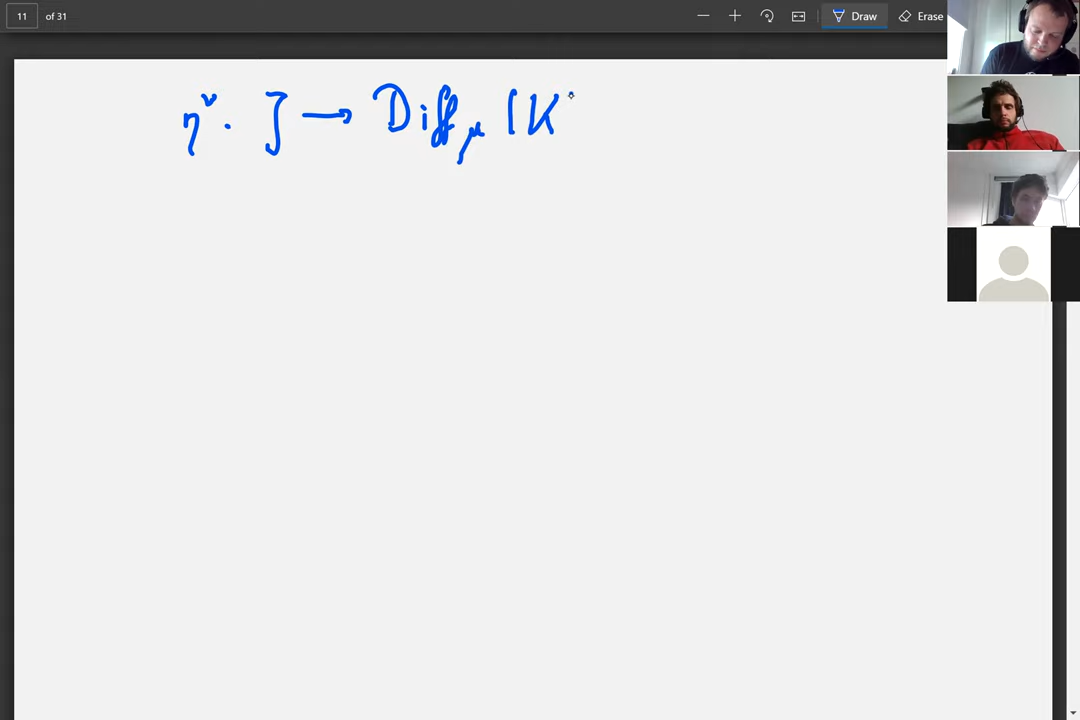 11 of 31 Draw Erase
η^ν · J → Diff_μ (K